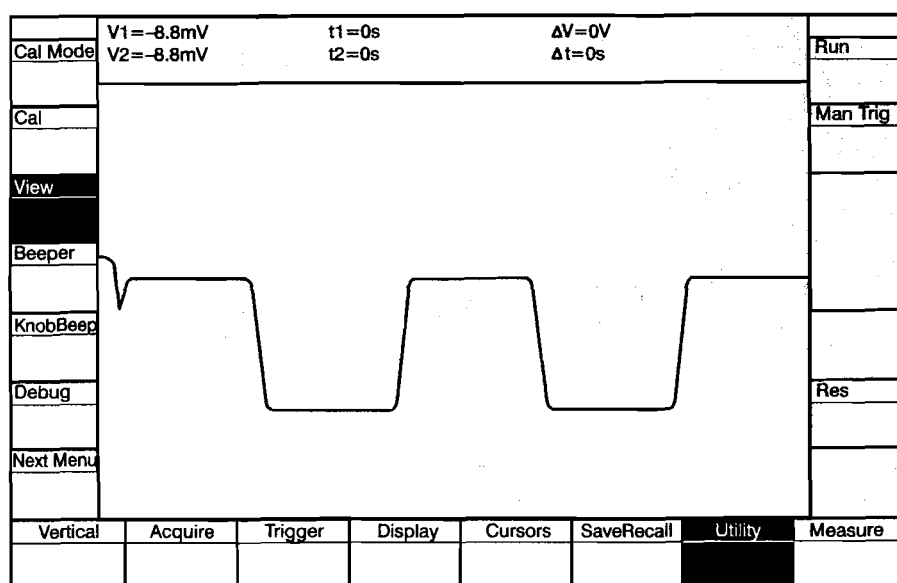 V1=–8.8mV t1=0s ΔV=0V
V2=–8.8mV t2=0s Δt=0s
Cal Mode
Cal
View
Beeper
KnobBeep
Debug
Next Menu
Run
Man Trig
Res
Vertical Acquire Trigger Display Cursors SaveRecall Utility Measure